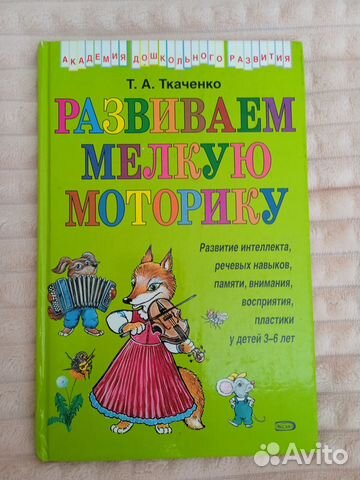 АКАДЕМИЯ ДОШКОЛЬНОГО РАЗВИТИЯ
Т. А. Ткаченко
РАЗВИВАЕМ
МЕЛКУЮ
МОТОРИКУ
Развитие интеллекта,
речевых навыков,
памяти, внимания,
восприятия,
пластики
у детей 3–6 лет
Avito